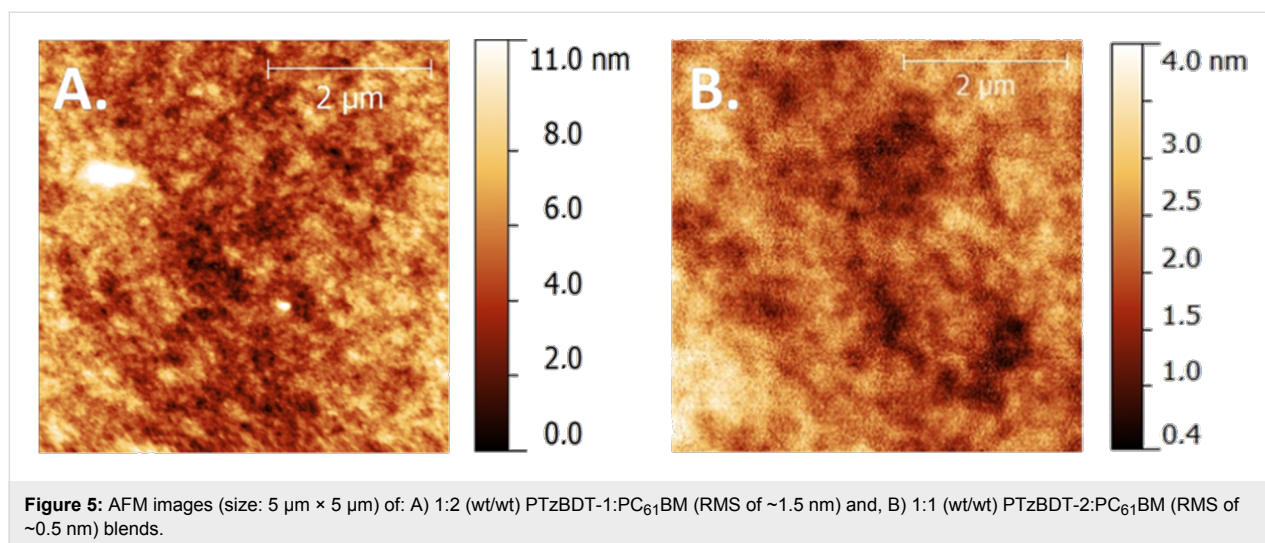 A.
2 µm
11.0 nm
8.0
6.0
4.0
2.0
0.0
B.
2 µm
4.0 nm
3.0
2.5
2.0
1.5
1.0
0.4
Figure 5: AFM images (size: 5 µm × 5 µm) of: A) 1:2 (wt/wt) PTzBDT-1:PC₆₁BM (RMS of ~1.5 nm) and, B) 1:1 (wt/wt) PTzBDT-2:PC₆₁BM (RMS of
~0.5 nm) blends.